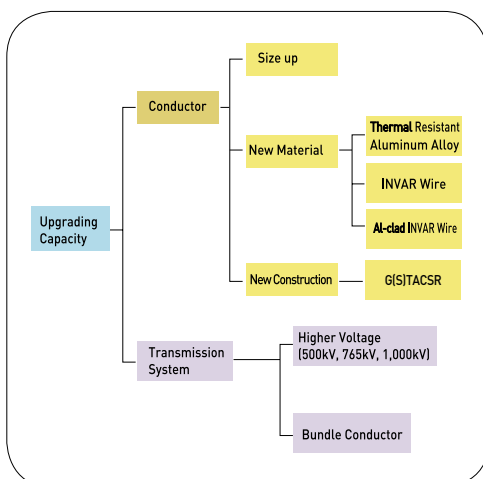 Size up
Conductor
Thermal Resistant
Aluminum Alloy
New Material
INVAR Wire
Al-clad INVAR Wire
Upgrading
Capacity
New Construction
G(S)TACSR
Higher Voltage
(500kV, 765kV, 1,000kV)
Transmission
System
Bundle Conductor